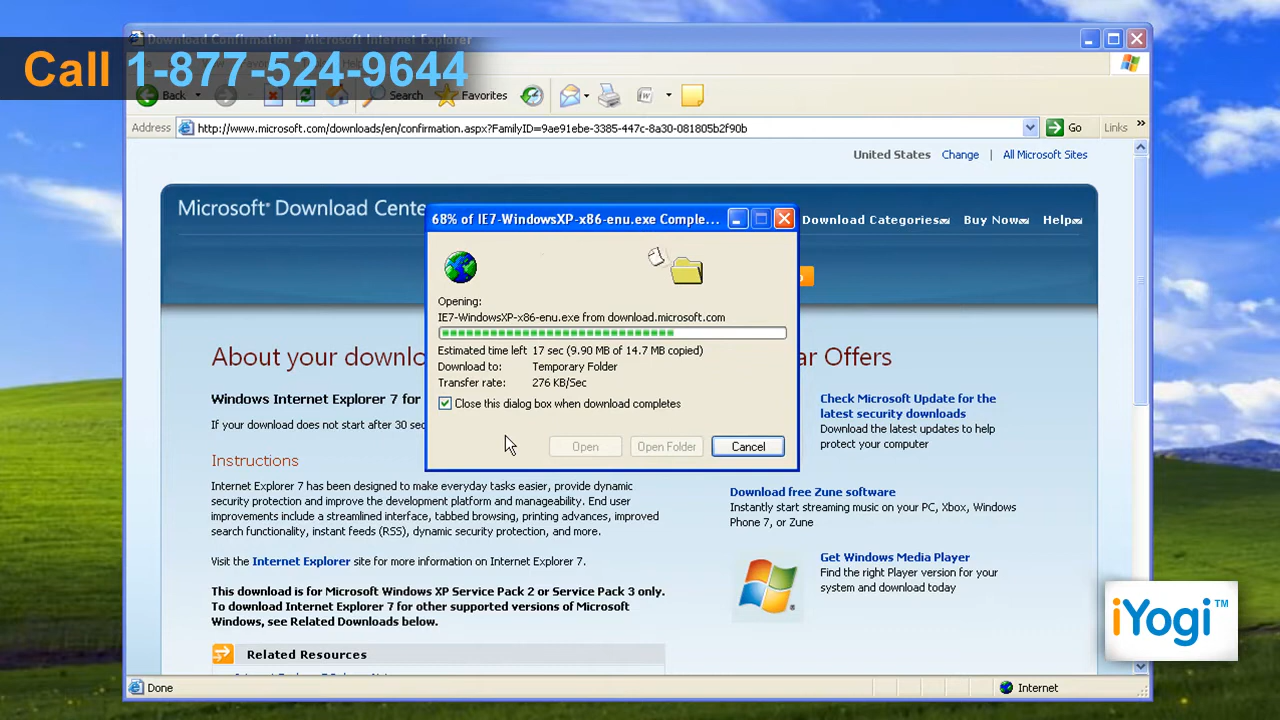 Download Confirmation - Microsoft Internet Explorer
Call 1-877-524-9644
Back
Search
Favorites
Address
http://www.microsoft.com/downloads/en/confirmation.aspx?FamilyID=9ae91ebe-3385-447c-8a30-081805b2f90b
Go
Links
United States
Change
|
All Microsoft Sites
Microsoft® Download Cente
Download Categories
Buy Now
Help
68% of IE7-WindowsXP-x86-enu.exe Comple...
Opening:
IE7-WindowsXP-x86-enu.exe from download.microsoft.com
Estimated time left 17 sec (9.90 MB of 14.7 MB copied)
Download to: Temporary Folder
Transfer rate: 276 KB/Sec
Close this dialog box when download completes
Open
Open Folder
Cancel
About your downlo
Windows Internet Explorer 7 for
If your download does not start after 30 sec
Instructions
Internet Explorer 7 has been designed to make everyday tasks easier, provide dynamic
security protection and improve the development platform and manageability. End user
improvements include a streamlined interface, tabbed browsing, printing advances, improved
search functionality, instant feeds (RSS), dynamic security protection, and more.
Visit the Internet Explorer site for more information on Internet Explorer 7.
This download is for Microsoft Windows XP Service Pack 2 or Service Pack 3 only.
To download Internet Explorer 7 for other supported versions of Microsoft
Windows, see Related Downloads below.
Related Resources
ar Offers
Check Microsoft Update for the
latest security downloads
Download the latest updates to help
protect your computer
Download free Zune software
Instantly start streaming music on your PC, Xbox, Windows
Phone 7, or Zune
Get Windows Media Player
Find the right Player version for your
system and download today
iYogi™
Done
Internet